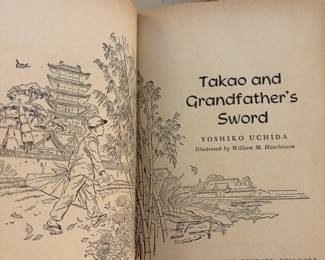 Takao and
Grandfather's
Sword
YOSHIKO UCHIDA
Illustrated by William M. Hutchinson